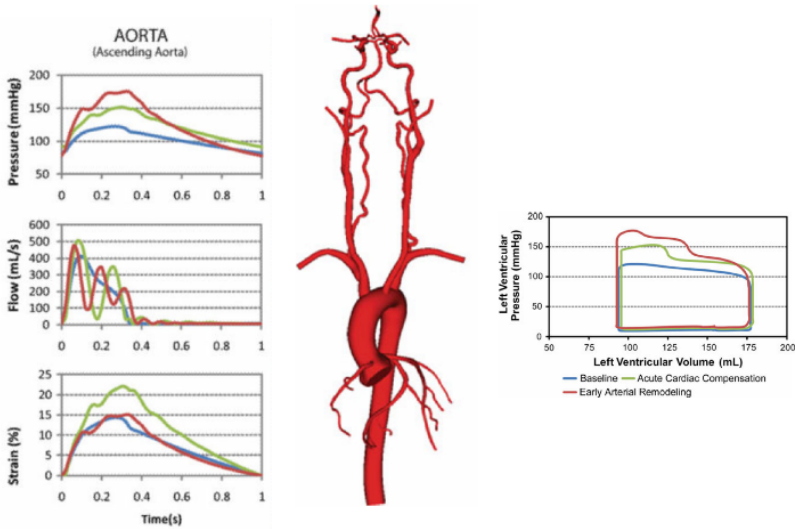 AORTA
(Ascending Aorta)
Pressure (mmHg)
200
150
100
50
0 0.2 0.4 0.6 0.8 1
Flow (mL/s)
600
500
400
300
200
100
0
0 0.2 0.4 0.6 0.8 1
Strain (%)
25
20
15
10
5
0
0 0.2 0.4 0.6 0.8 1
Time(s)
Left Ventricular
Pressure (mmHg)
200
150
100
50
0
50 75 100 125 150 175 200
Left Ventricular Volume (mL)
Baseline Acute Cardiac Compensation
Early Arterial Remodeling